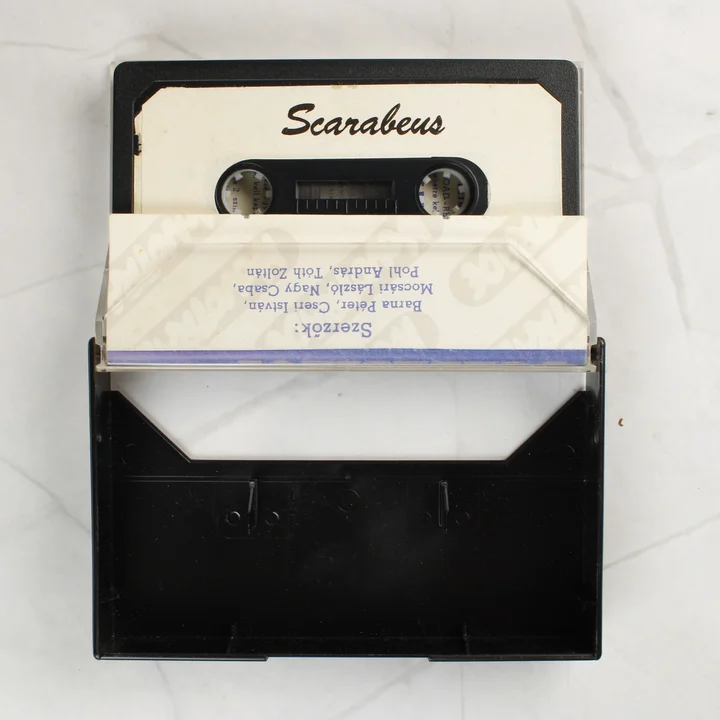 Scarabeus
Szerzők:
Barna Péter, Cseri István,
Mocsári László, Nagy Csaba,
Pohl András, Tóth Zoltán